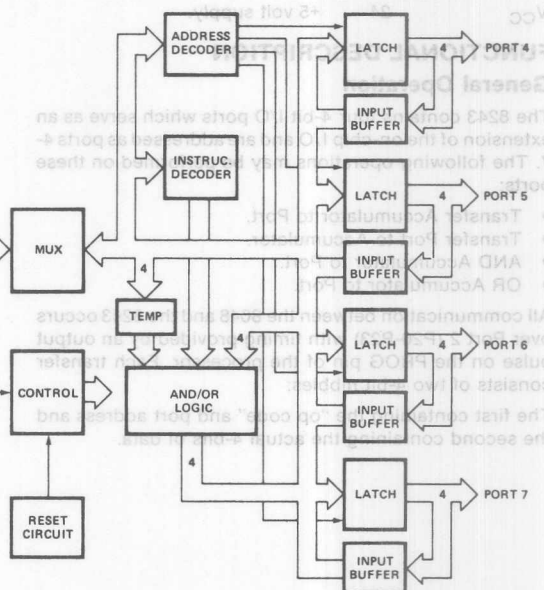 VCC 24 +5 volt supply.
FUNCTIONAL DESCRIPTION
General Operation
The 8243 contains four 4-bit I/O ports which serve as an
extension of the on-chip I/O and are addressed as ports 4-
7. The following operations may be performed on these
ports:
Transfer Accumulator to Port.
Transfer Port to Accumulator.
AND Accumulator to Port.
OR Accumulator to Port.
All communication between the 8048 and the 8243 occurs
over Port 2 (P20-P23) with timing provided by an output
pulse on the PROG pin of the processor. Each transfer
consists of two 4-bit nibbles:
The first containing the "op code" and port address and
the second containing the actual 4-bits of data.
ADDRESS
DECODER
LATCH
4
PORT 4
INPUT
BUFFER
INSTRUC.
DECODER
LATCH
4
PORT 5
MUX
4
INPUT
BUFFER
TEMP
4
LATCH
4
PORT 6
CONTROL
AND/OR
LOGIC
INPUT
BUFFER
4
LATCH
4
PORT 7
RESET
CIRCUIT
INPUT
BUFFER